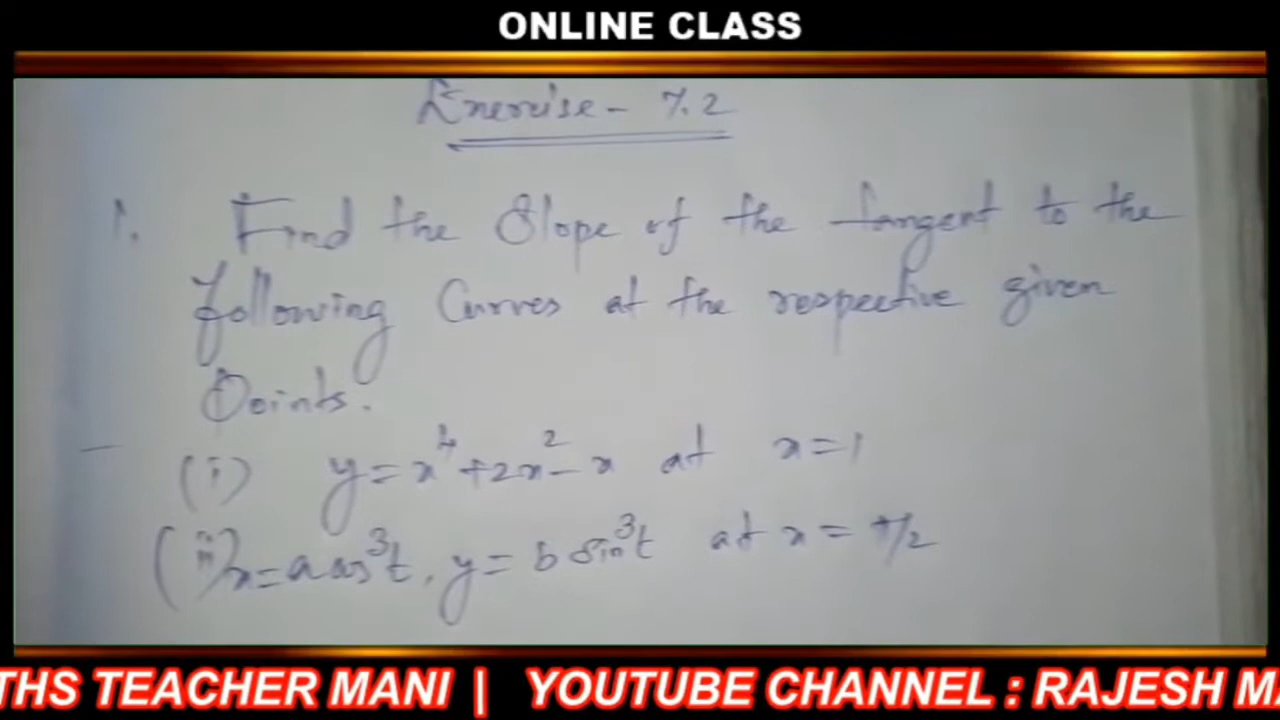 ONLINE CLASS
Exercise - 7.2
1. Find the Slope of the tangent to the
following Curves at the respective given
Points.
(i) y = x⁴ + 2x² - x at x = 1
(ii) x = a cos³t, y = b sin³t at x = π/2
THS TEACHER MANI | YOUTUBE CHANNEL : RAJESH MA